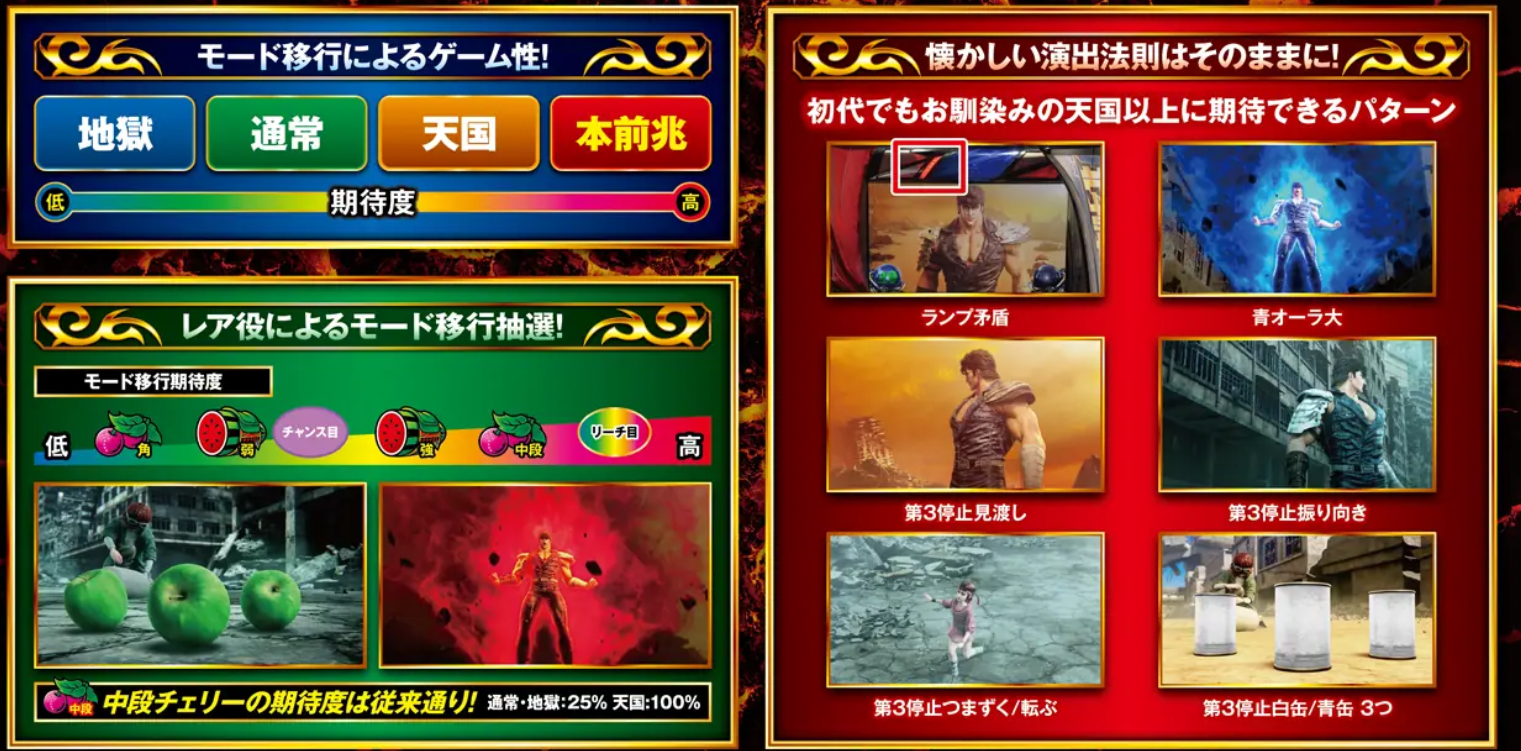 モード移行によるゲーム性!
地獄
通常
天国
本前兆
低
期待度
高
レア役によるモード移行抽選!
モード移行期待度
低
角
弱
チャンス目
強
中段
リーチ目
高
中段
中段チェリーの期待度は従来通り! 通常・地獄:25% 天国:100%
懐かしい演出法則はそのままに!
初代でもお馴染みの天国以上に期待できるパターン
ランプ矛盾
青オーラ大
第3停止見渡し
第3停止振り向き
第3停止つまずく/転ぶ
第3停止白缶/青缶 3つ